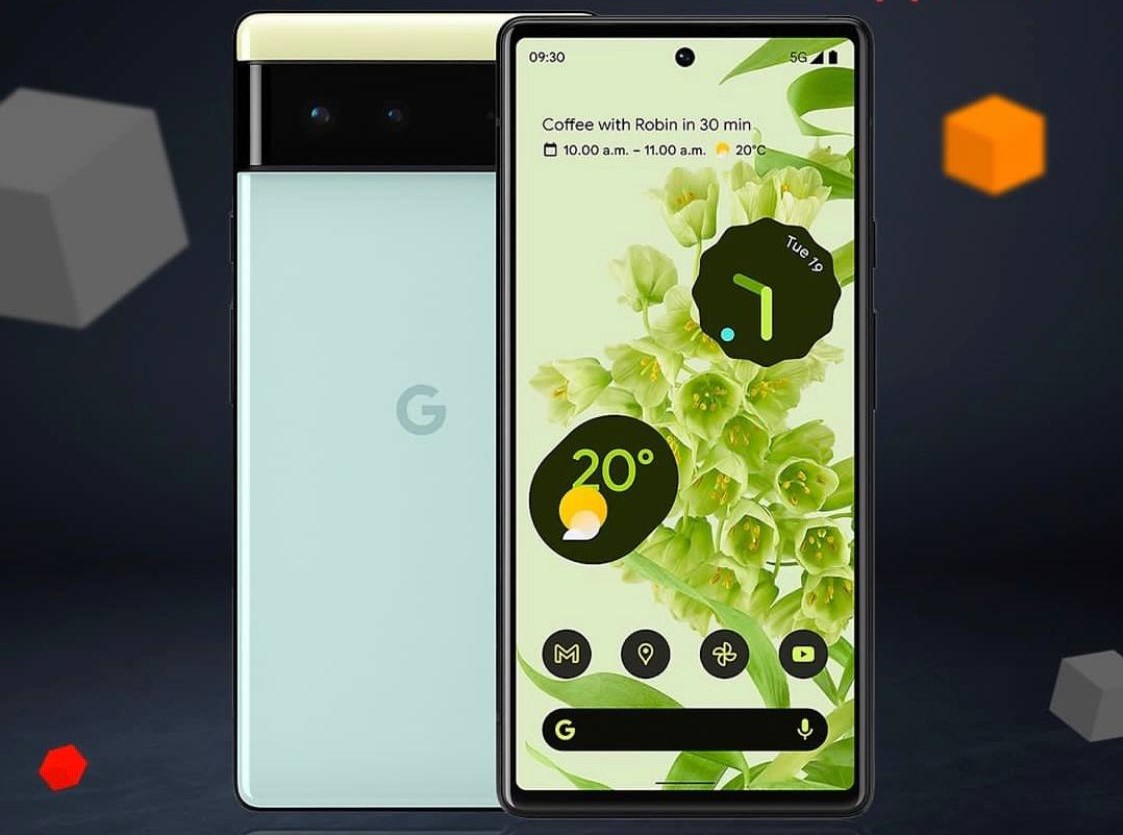 09:30 5G
Coffee with Robin in 30 min
10.00 a.m. – 11.00 a.m. 20°C
Tue 19
G
20°
G